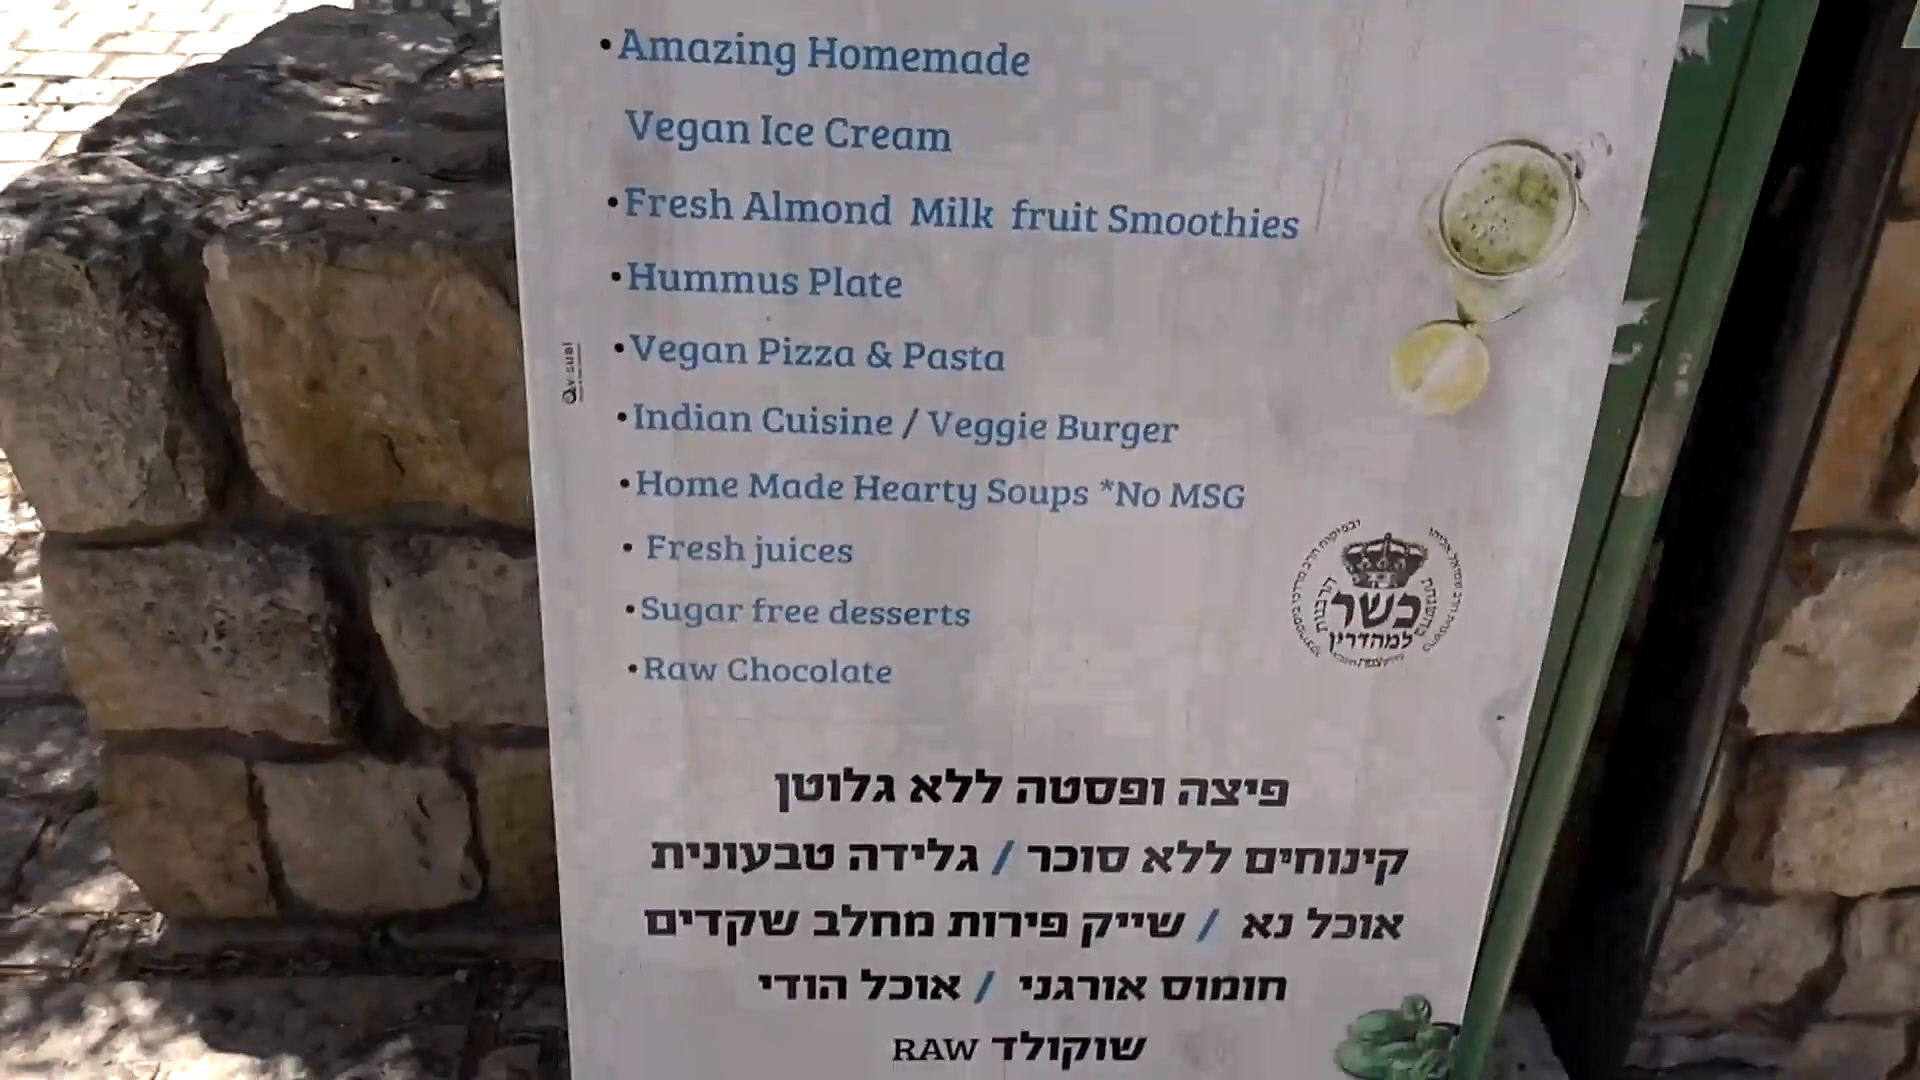 •Amazing Homemade
Vegan Ice Cream
•Fresh Almond Milk fruit Smoothies
•Hummus Plate
•Vegan Pizza & Pasta
•Indian Cuisine / Veggie Burger
•Home Made Hearty Soups *No MSG
• Fresh juices
•Sugar free desserts
•Raw Chocolate
כשר
למהדרין
פיצה ופסטה ללא גלוטן
קינוחים ללא סוכר / גלידה טבעונית
אוכל נא / שייק פירות מחלב שקדים
חומוס אורגני / אוכל הודי
שוקולד RAW